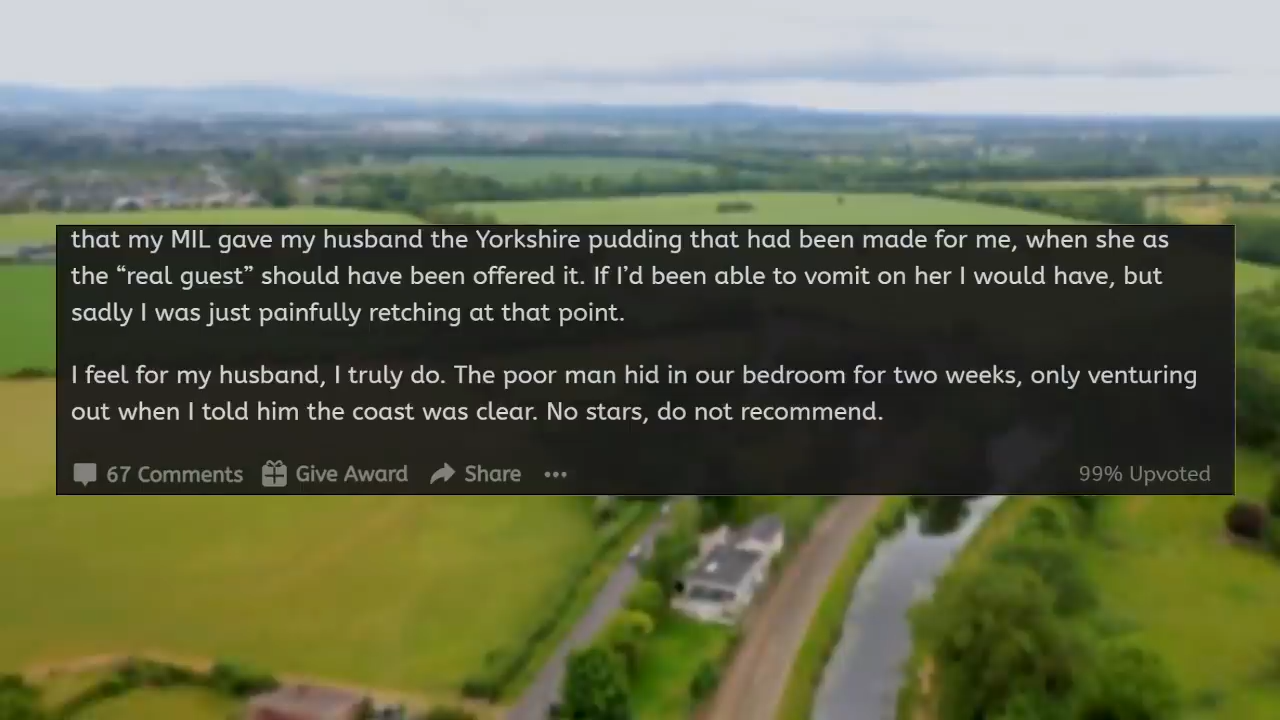 that my MIL gave my husband the Yorkshire pudding that had been made for me, when she as
the “real guest” should have been offered it. If I’d been able to vomit on her I would have, but
sadly I was just painfully retching at that point.
I feel for my husband, I truly do. The poor man hid in our bedroom for two weeks, only venturing
out when I told him the coast was clear. No stars, do not recommend.
67 Comments Give Award Share ••• 99% Upvoted